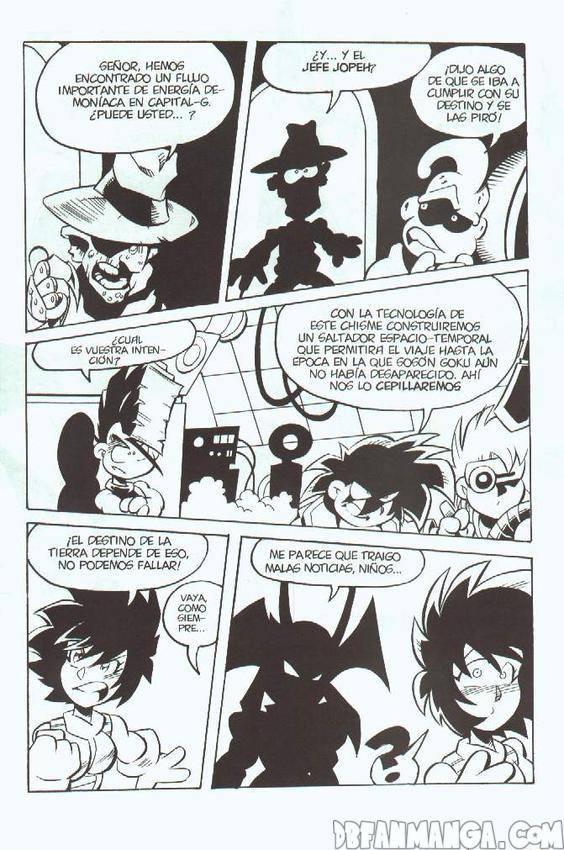 SEÑOR, HEMOS
ENCONTRADO UN FLUJO
IMPORTANTE DE ENERGÍA DE-
MONÍACA EN CAPITAL-G.
¿PUEDE USTED... ?
¿Y... Y EL
JEFE JOPEH?
¡DIJO ALGO
DE QUE SE IBA A
CUMPLIR CON SU
DESTINO Y SE
LAS PIRÓ!
¿CUAL
ES VUESTRA INTEN-
CIÓN?
CON LA TECNOLOGÍA DE
ESTE CHISME CONSTRUIREMOS
UN SALTADOR ESPACIO-TEMPORAL
QUE PERMITIRÁ EL VIAJE HASTA LA
EPOCA EN LA QUE SOSÓN GOKU AÚN
NO HABÍA DESAPARECIDO. AHÍ
NOS LO CEPILLAREMOS
¡EL DESTINO DE LA
TIERRA DEPENDE DE ESO,
NO PODEMOS FALLAR!
VAYA,
COMO
SIEM-
PRE...
ME PARECE QUE TRAIGO
MALAS NOTICIAS, NIÑOS...
?
DBFANMANGA.COM